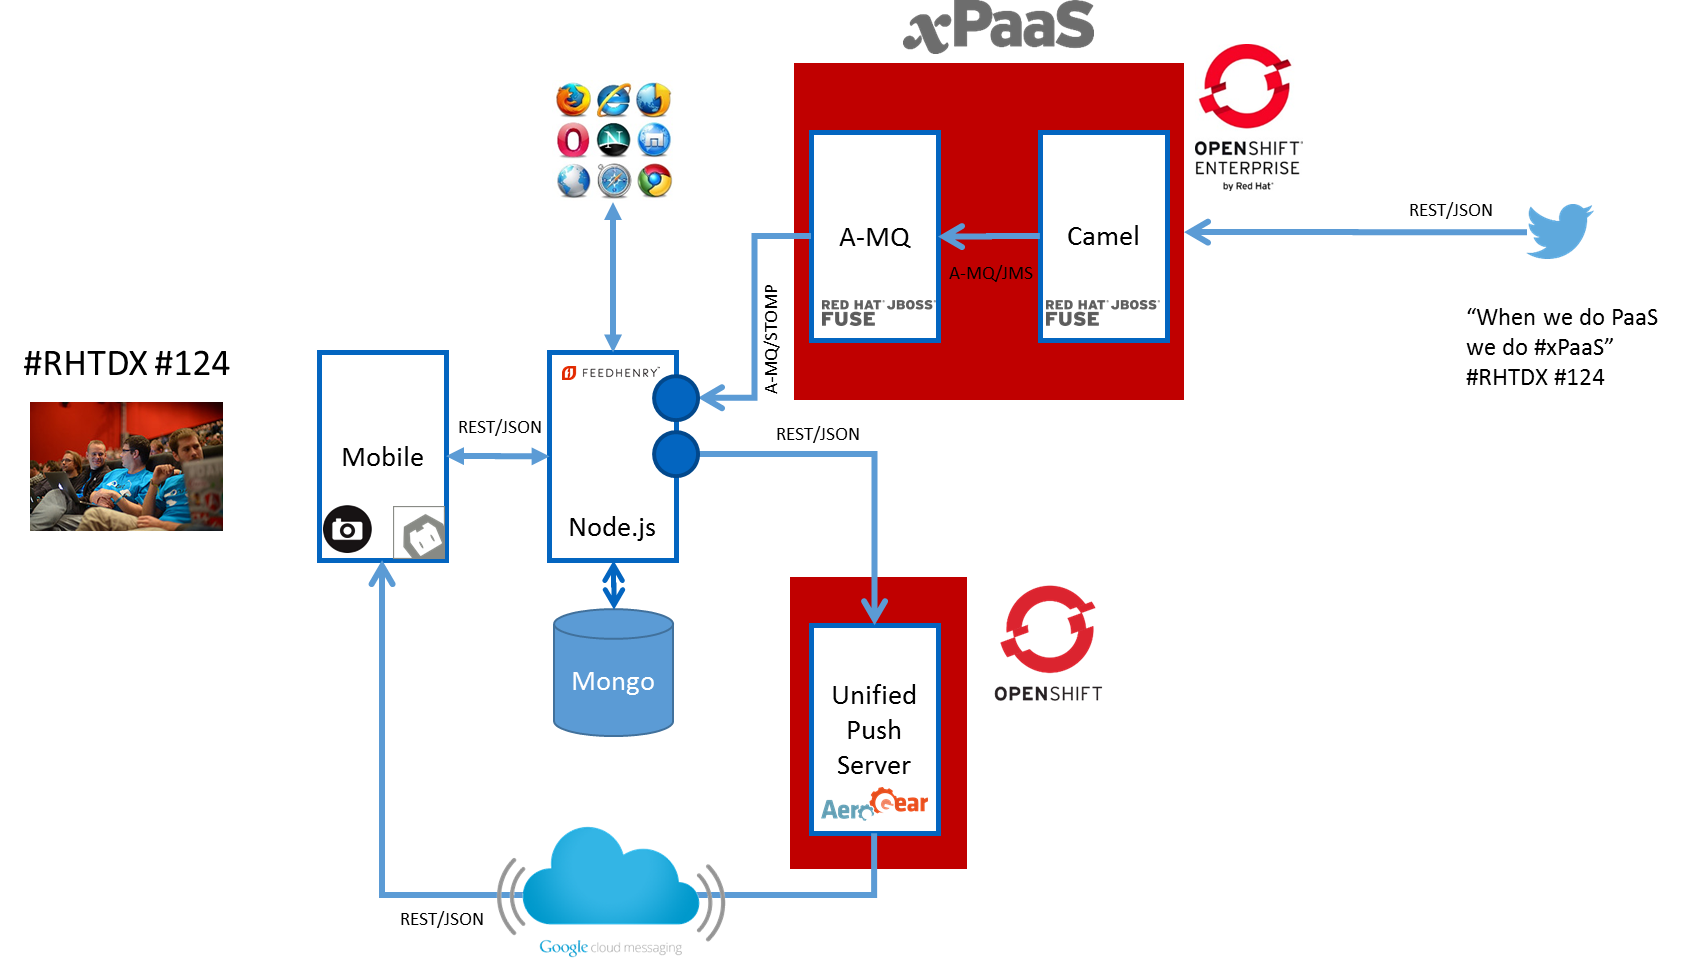 xPaaS
OPENSHIFT
ENTERPRISE
by Red Hat
A-MQ
RED HAT JBOSS
FUSE
A-MQ/JMS
Camel
RED HAT JBOSS
FUSE
REST/JSON
“When we do PaaS
we do #xPaaS”
#RHTDX #124
A-MQ/STOMP
#RHTDX #124
Mobile
REST/JSON
FEEDHENRY
Node.js
REST/JSON
Mongo
Unified
Push
Server
AeroGear
OPENSHIFT
REST/JSON
Google cloud messaging